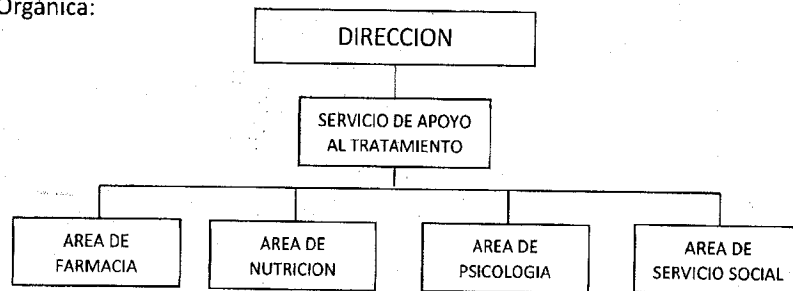 Orgánica:
DIRECCION
SERVICIO DE APOYO
AL TRATAMIENTO
AREA DE
FARMACIA
AREA DE
NUTRICION
AREA DE
PSICOLOGIA
AREA DE
SERVICIO SOCIAL